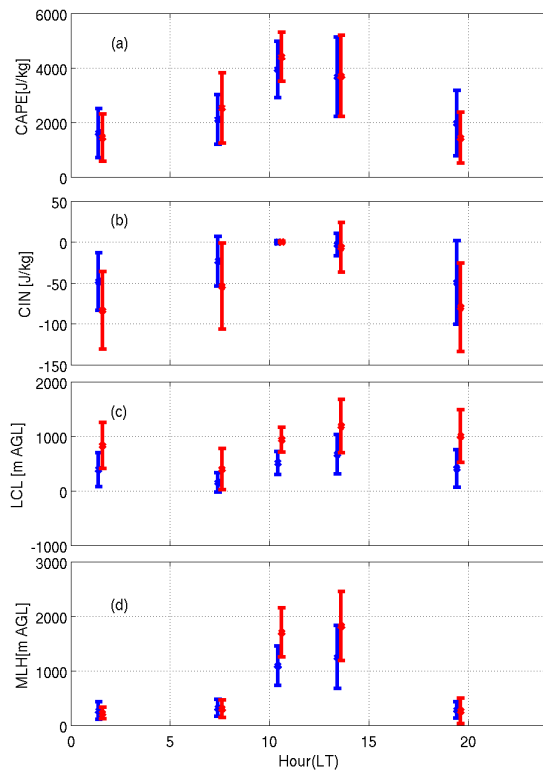 6000
4000
2000
0
CAPE[J/kg]
(a)
50
0
-50
-100
-150
CIN [J/kg]
(b)
2000
1000
0
-1000
LCL [m AGL]
(c)
3000
2000
1000
0
MLH[m AGL]
(d)
0 5 10 15 20
Hour(LT)